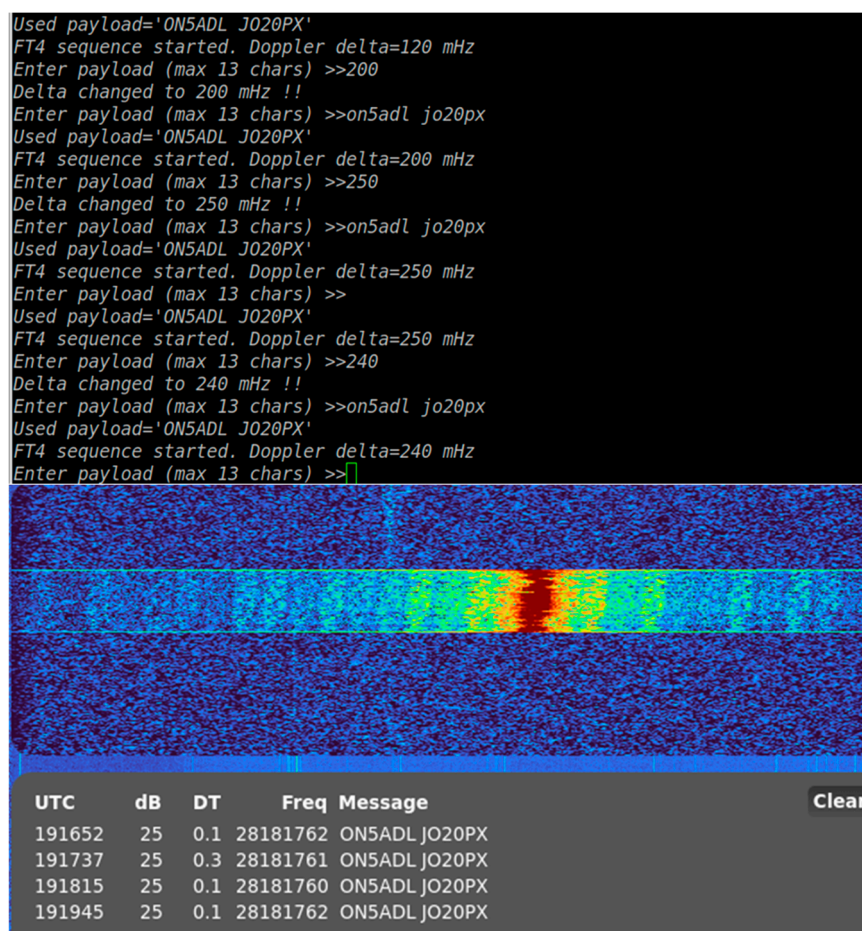 Used payload='ON5ADL JO20PX'
FT4 sequence started. Doppler delta=120 mHz
Enter payload (max 13 chars) >>200
Delta changed to 200 mHz !!
Enter payload (max 13 chars) >>on5adl jo20px
Used payload='ON5ADL JO20PX'
FT4 sequence started. Doppler delta=200 mHz
Enter payload (max 13 chars) >>250
Delta changed to 250 mHz !!
Enter payload (max 13 chars) >>on5adl jo20px
Used payload='ON5ADL JO20PX'
FT4 sequence started. Doppler delta=250 mHz
Enter payload (max 13 chars) >>
Used payload='ON5ADL JO20PX'
FT4 sequence started. Doppler delta=250 mHz
Enter payload (max 13 chars) >>240
Delta changed to 240 mHz !!
Enter payload (max 13 chars) >>on5adl jo20px
Used payload='ON5ADL JO20PX'
FT4 sequence started. Doppler delta=240 mHz
Enter payload (max 13 chars) >>
UTC dB DT Freq Message Clear
191652 25 0.1 28181762 ON5ADL JO20PX
191737 25 0.3 28181761 ON5ADL JO20PX
191815 25 0.1 28181760 ON5ADL JO20PX
191945 25 0.1 28181762 ON5ADL JO20PX